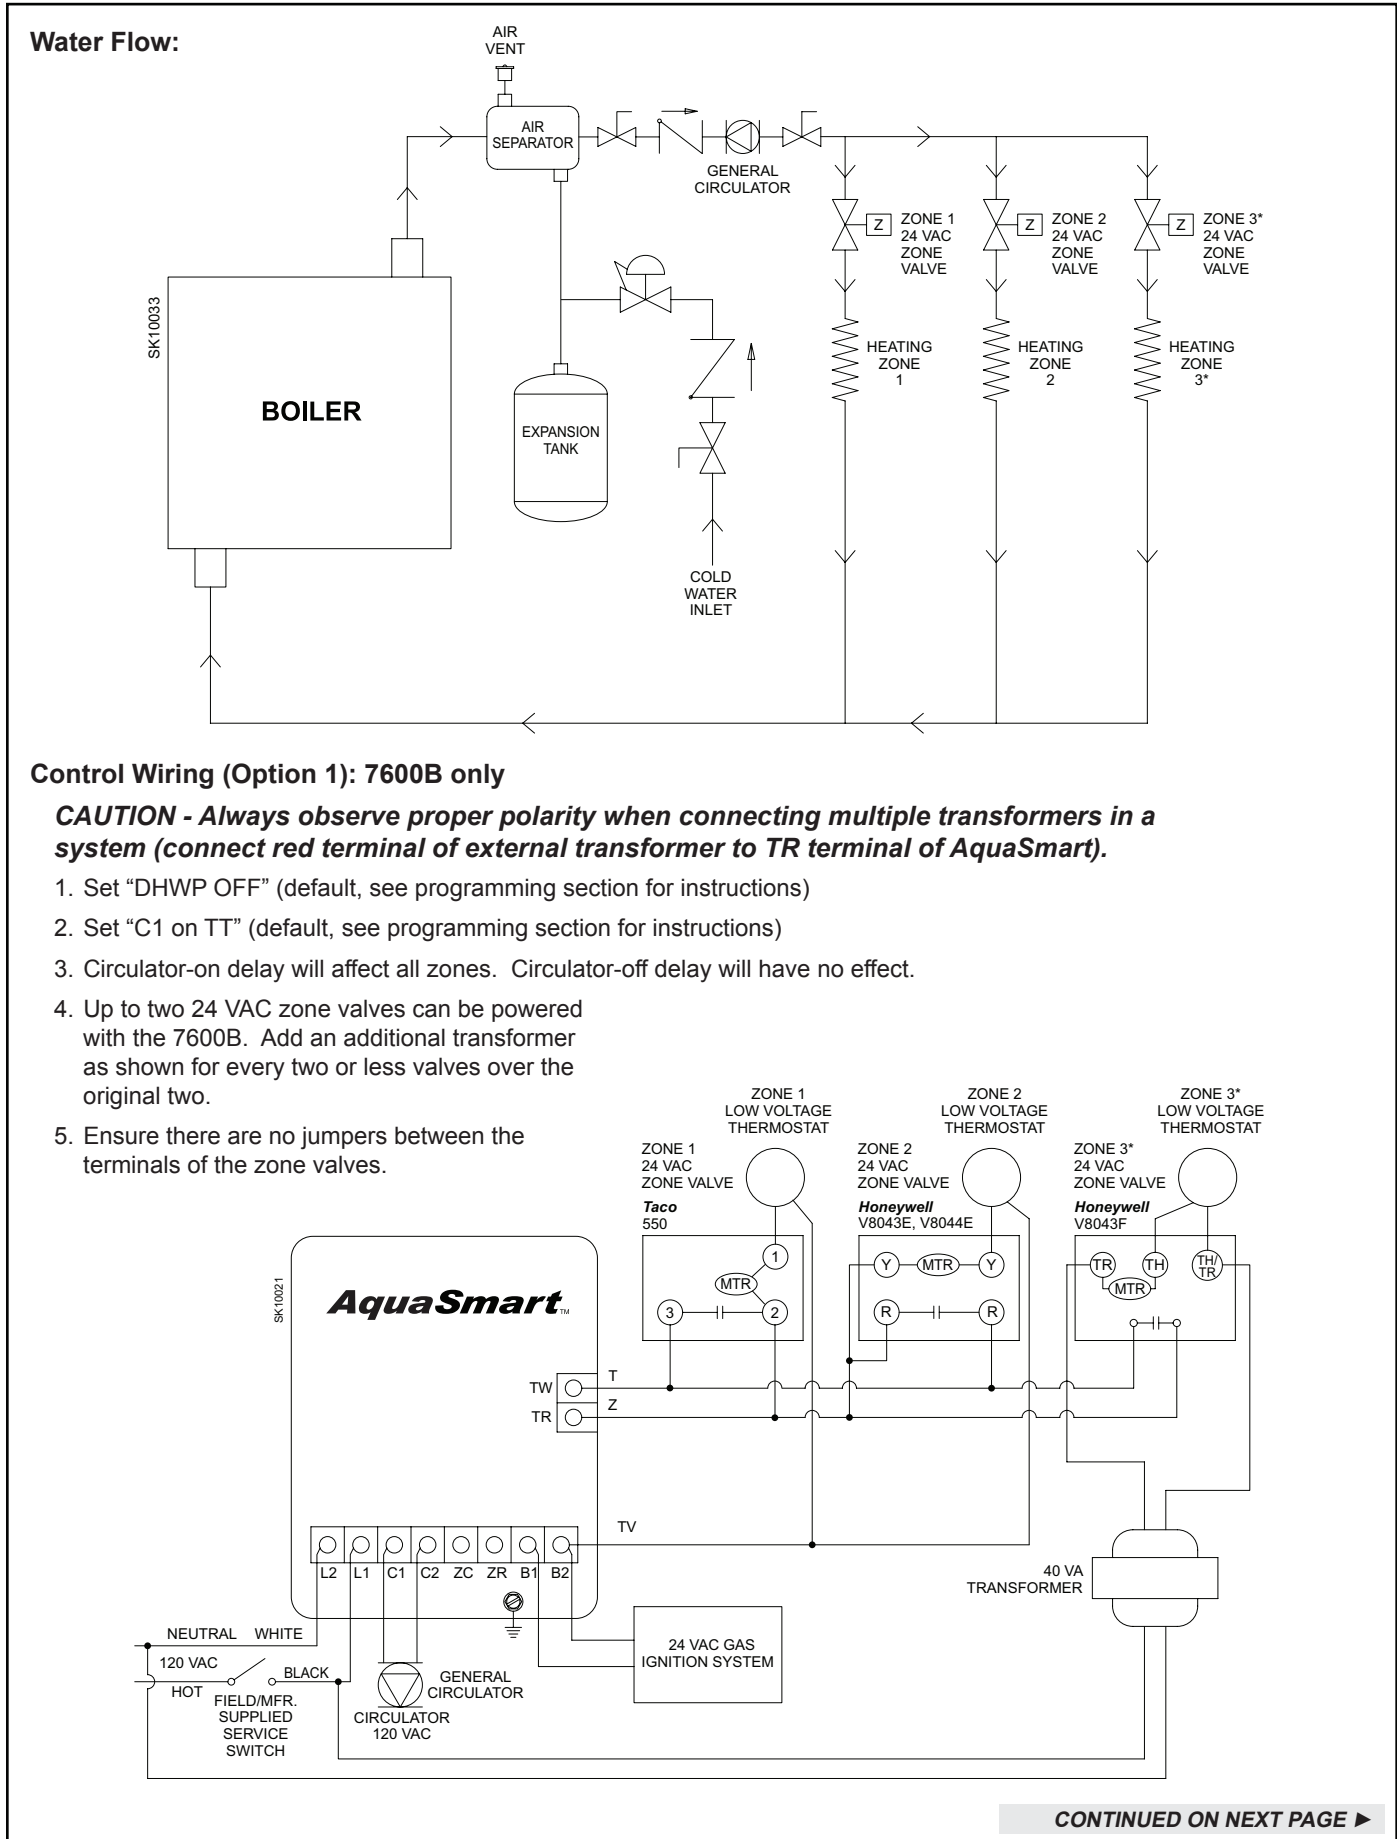 Water Flow:
AIR
VENT
AIR
SEPARATOR
GENERAL
CIRCULATOR
Z
ZONE 1
24 VAC
ZONE
VALVE
Z
ZONE 2
24 VAC
ZONE
VALVE
Z
ZONE 3*
24 VAC
ZONE
VALVE
SK10033
BOILER
EXPANSION
TANK
HEATING
ZONE
1
HEATING
ZONE
2
HEATING
ZONE
3*
COLD
WATER
INLET
Control Wiring (Option 1): 7600B only
CAUTION - Always observe proper polarity when connecting multiple transformers in a
system (connect red terminal of external transformer to TR terminal of AquaSmart).
1. Set “DHWP OFF” (default, see programming section for instructions)
2. Set “C1 on TT” (default, see programming section for instructions)
3. Circulator-on delay will affect all zones. Circulator-off delay will have no effect.
4. Up to two 24 VAC zone valves can be powered
with the 7600B. Add an additional transformer
as shown for every two or less valves over the
original two.
5. Ensure there are no jumpers between the
terminals of the zone valves.
ZONE 1
LOW VOLTAGE
THERMOSTAT
ZONE 2
LOW VOLTAGE
THERMOSTAT
ZONE 3*
LOW VOLTAGE
THERMOSTAT
ZONE 1
24 VAC
ZONE VALVE
Taco
550
1
MTR
3
2
ZONE 2
24 VAC
ZONE VALVE
Honeywell
V8043E, V8044E
Y
MTR
Y
R
R
ZONE 3*
24 VAC
ZONE VALVE
Honeywell
V8043F
TR
TH
TH/
TR
MTR
SK10021
AquaSmart™
TW
T
TR
Z
TV
L2
L1
C1
C2
ZC
ZR
B1
B2
40 VA
TRANSFORMER
NEUTRAL
WHITE
120 VAC
HOT
BLACK
FIELD/MFR.
SUPPLIED
SERVICE
SWITCH
GENERAL
CIRCULATOR
CIRCULATOR
120 VAC
24 VAC GAS
IGNITION SYSTEM
CONTINUED ON NEXT PAGE ►